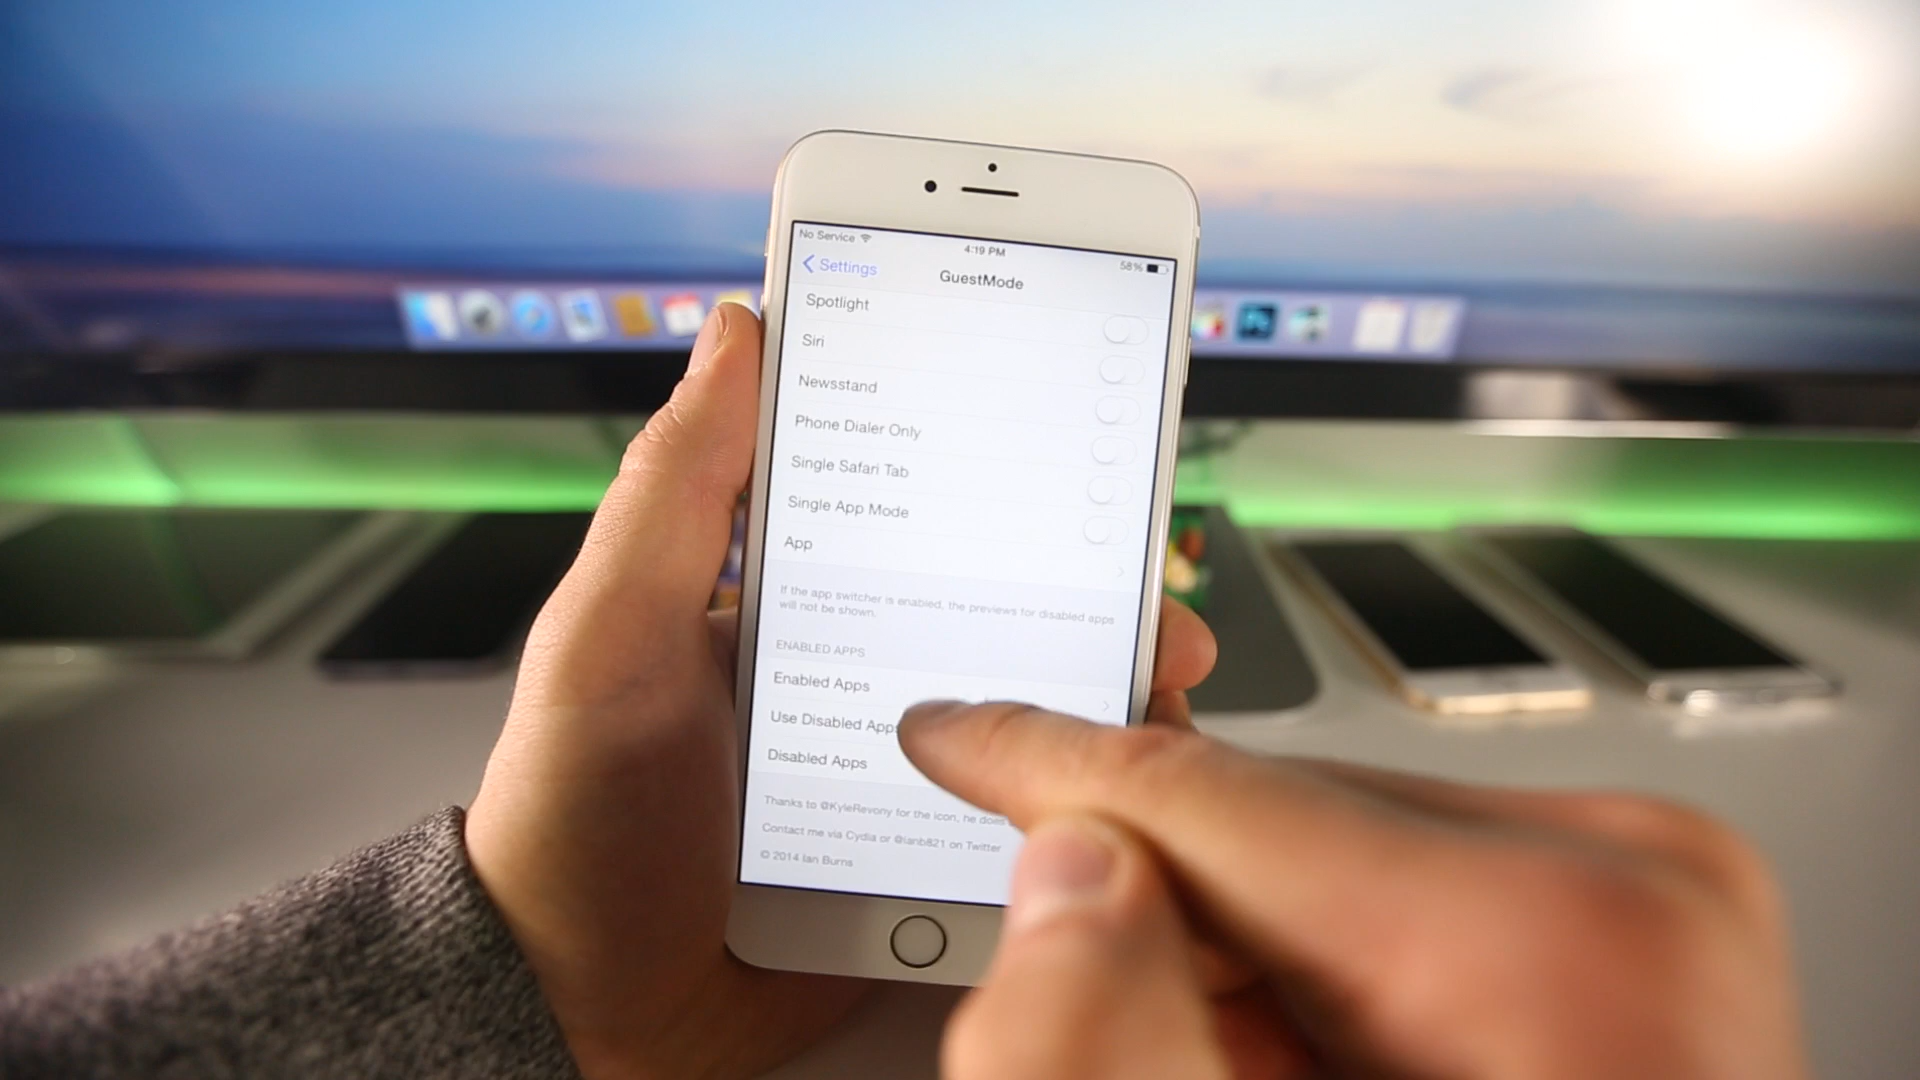 No Service
4:19 PM
58%
Settings
GuestMode
Spotlight
Siri
Newsstand
Phone Dialer Only
Single Safari Tab
Single App Mode
App
If the app switcher is enabled, the previews for disabled apps
will not be shown.
ENABLED APPS
Enabled Apps
Use Disabled Apps
Disabled Apps
Thanks to @KyleRevony for the icon, he does
Contact me via Cydia or @ianb821 on Twitter
© 2014 Ian Burns
Ps